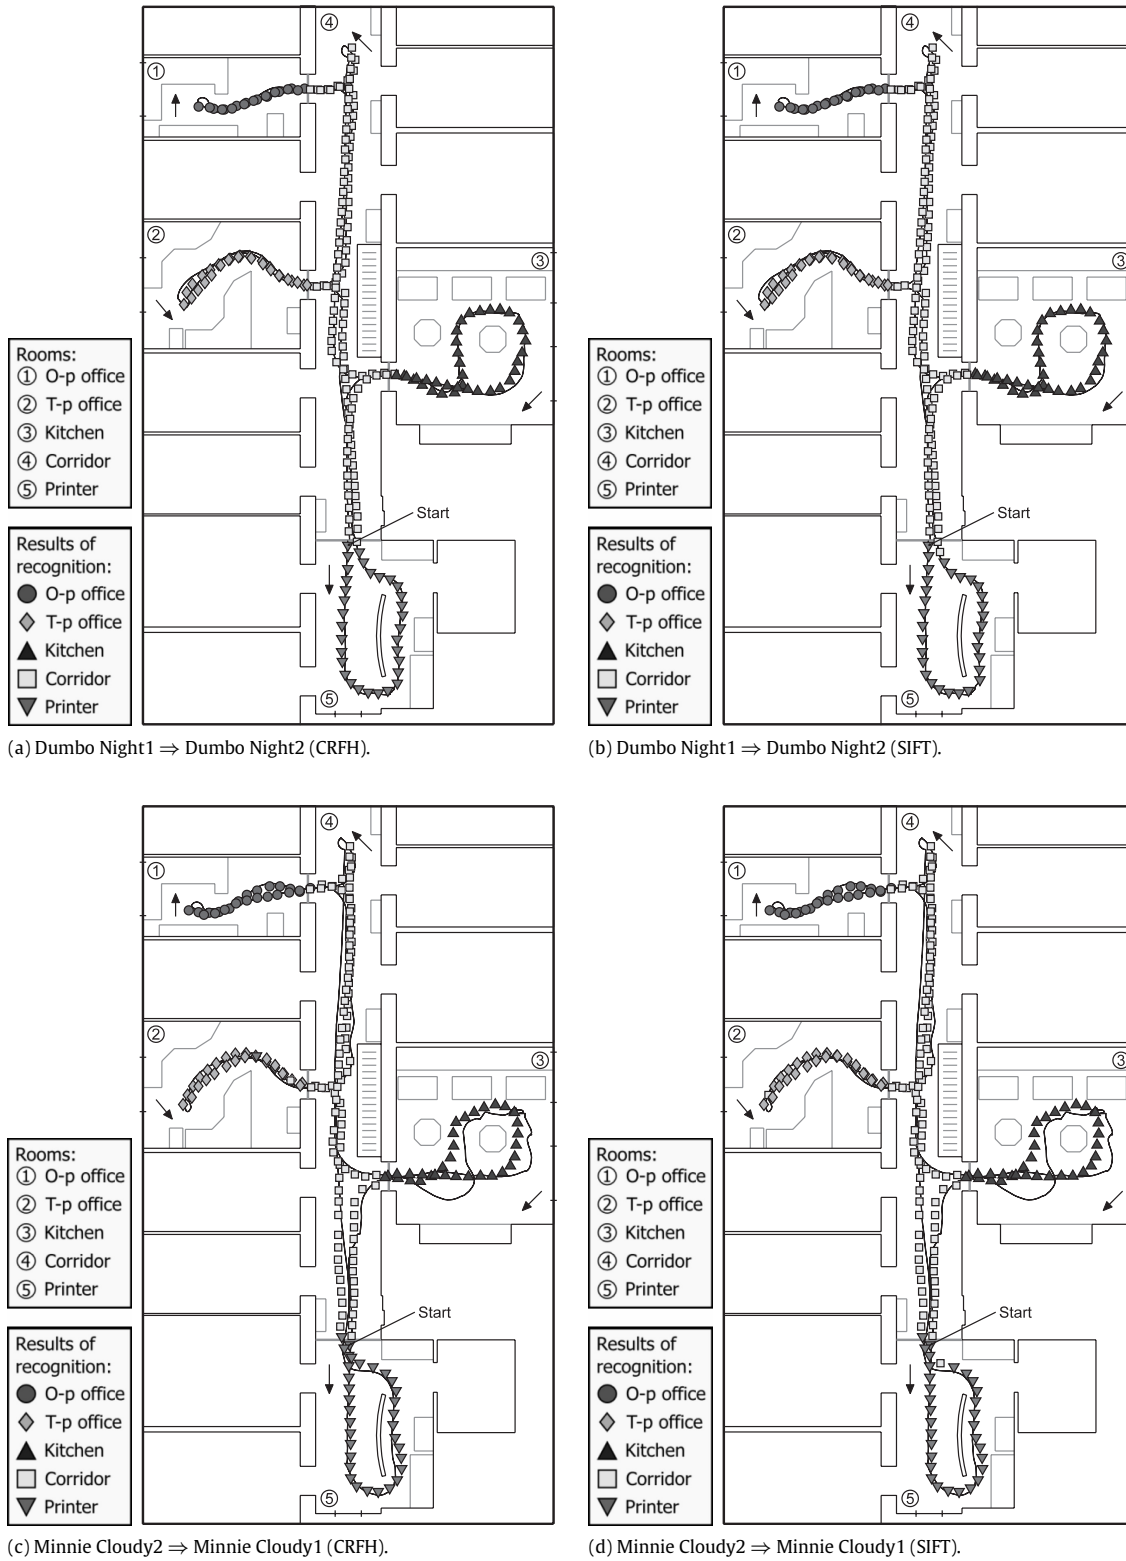 ④
①
②
③
Rooms:
① O-p office
② T-p office
③ Kitchen
④ Corridor
⑤ Printer
Start
Results of
recognition:
O-p office
T-p office
Kitchen
Corridor
Printer
⑤
(a) Dumbo Night1 ⇒ Dumbo Night2 (CRFH).
④
①
②
③
Rooms:
① O-p office
② T-p office
③ Kitchen
④ Corridor
⑤ Printer
Start
Results of
recognition:
O-p office
T-p office
Kitchen
Corridor
Printer
⑤
(b) Dumbo Night1 ⇒ Dumbo Night2 (SIFT).
④
①
②
③
Rooms:
① O-p office
② T-p office
③ Kitchen
④ Corridor
⑤ Printer
Start
Results of
recognition:
O-p office
T-p office
Kitchen
Corridor
Printer
⑤
(c) Minnie Cloudy2 ⇒ Minnie Cloudy1 (CRFH).
④
①
②
③
Rooms:
① O-p office
② T-p office
③ Kitchen
④ Corridor
⑤ Printer
Start
Results of
recognition:
O-p office
T-p office
Kitchen
Corridor
Printer
⑤
(d) Minnie Cloudy2 ⇒ Minnie Cloudy1 (SIFT).